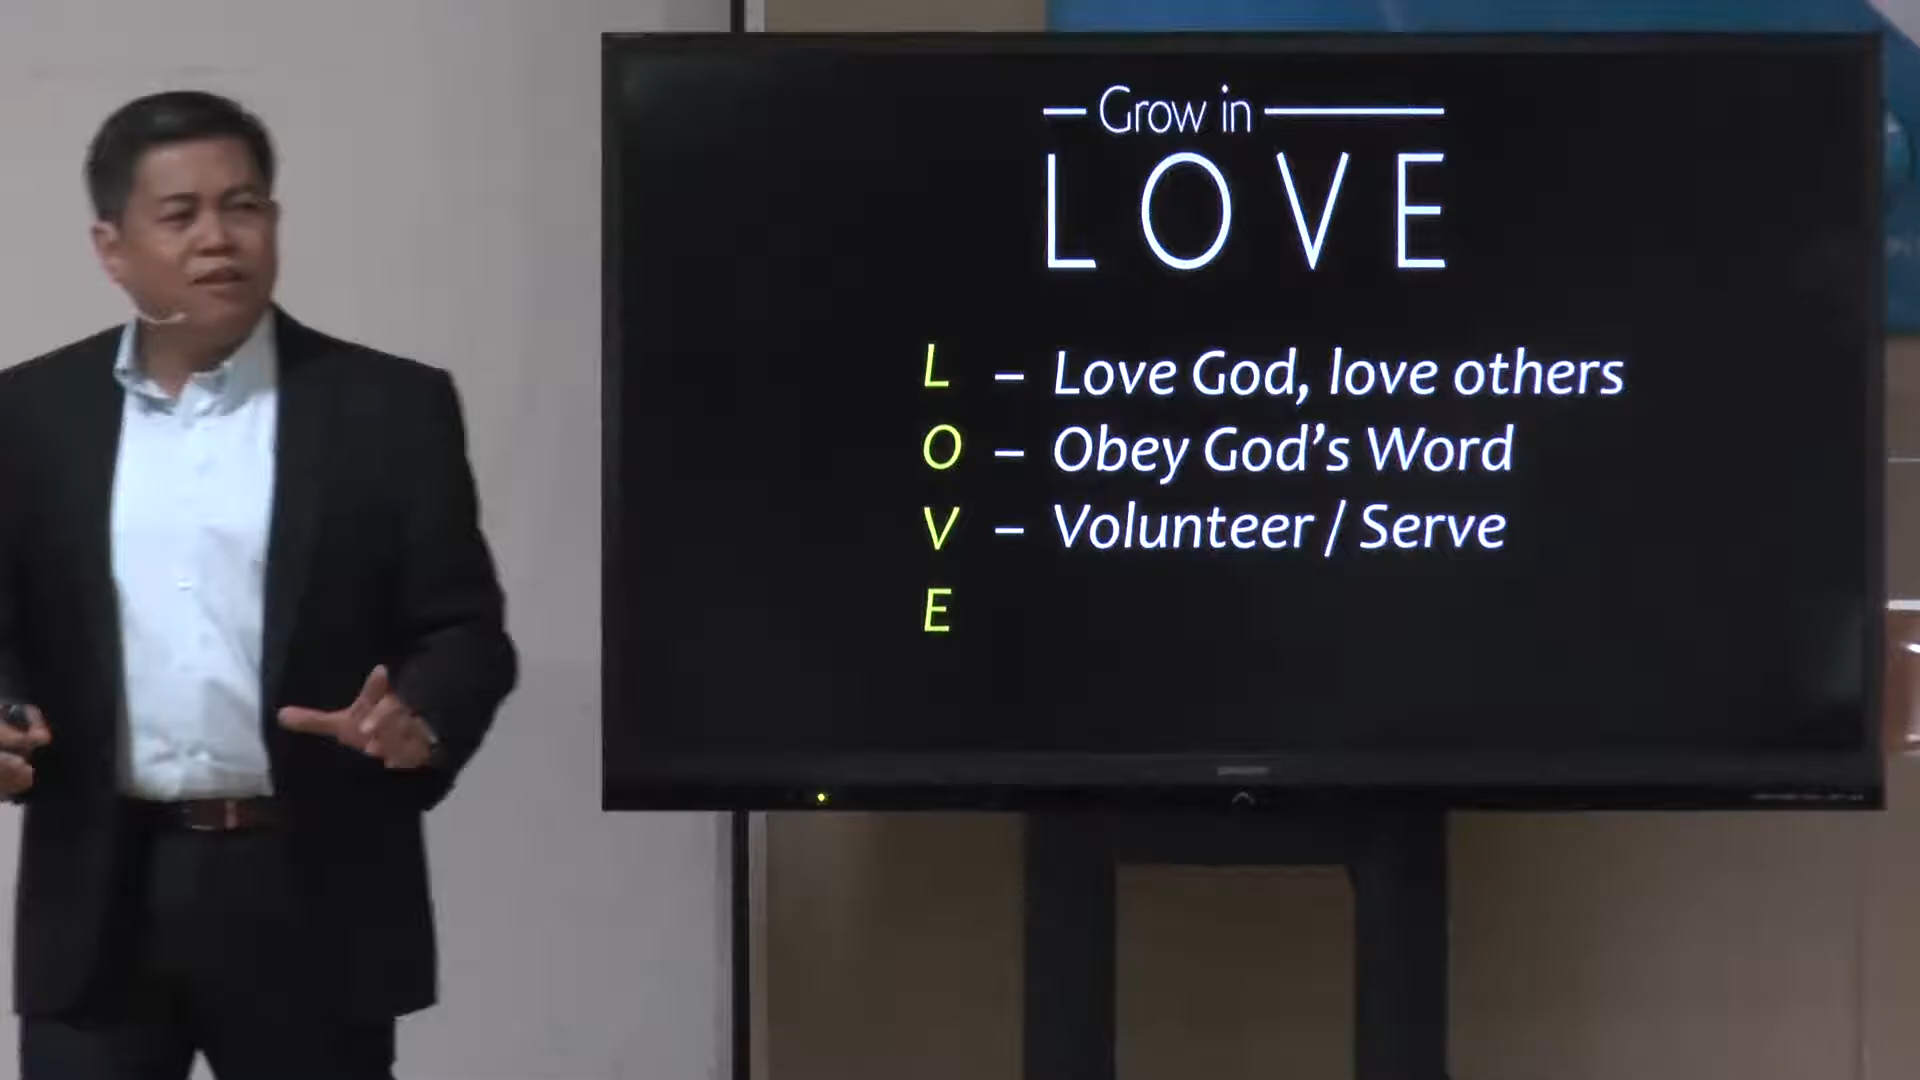 Grow in
LOVE
L – Love God, love others
O – Obey God's Word
V – Volunteer / Serve
E